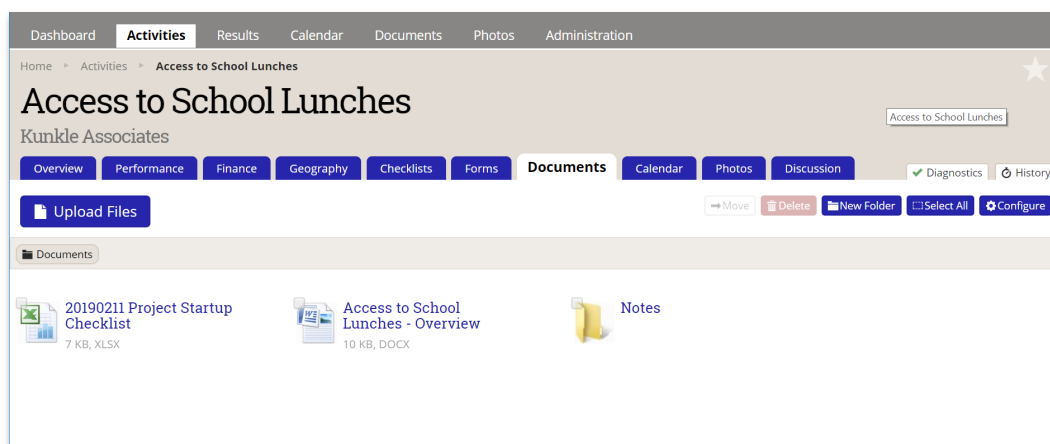 Dashboard Activities Results Calendar Documents Photos Administration
Home Activities Access to School Lunches
Access to School Lunches
Access to School Lunches
Kunkle Associates
Overview Performance Finance Geography Checklists Forms Documents Calendar Photos Discussion Diagnostics History
Upload Files Move Delete New Folder Select All Configure
Documents
20190211 Project Startup
Checklist
7 KB, XLSX
Access to School
Lunches - Overview
10 KB, DOCX
Notes